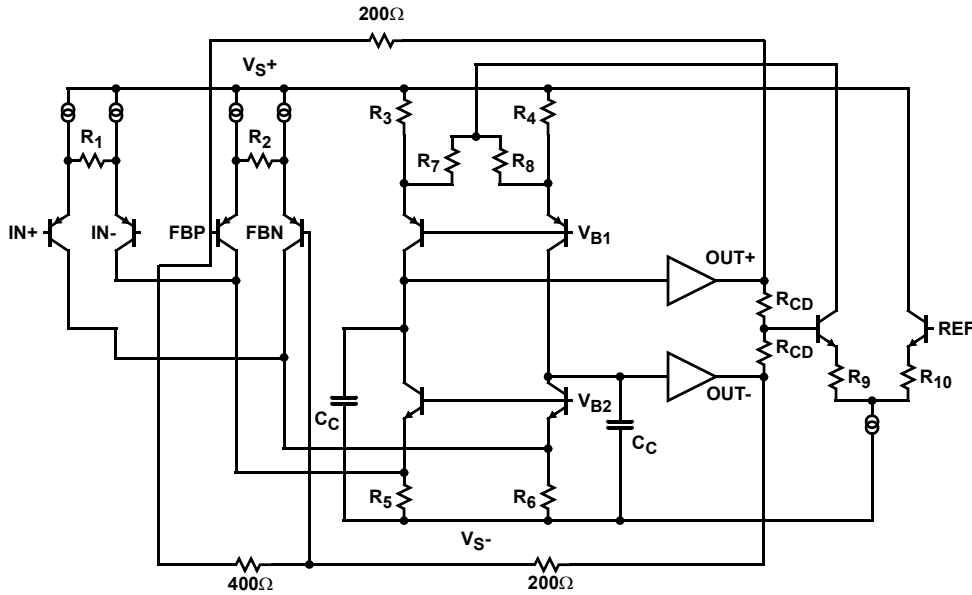 200Ω
VS+
R1
R2
R3
R4
R7
R8
IN+
IN-
FBP
FBN
VB1
OUT+
RCD
REF
RCD
R9
R10
OUT-
VB2
CC
CC
R5
R6
VS-
400Ω
200Ω